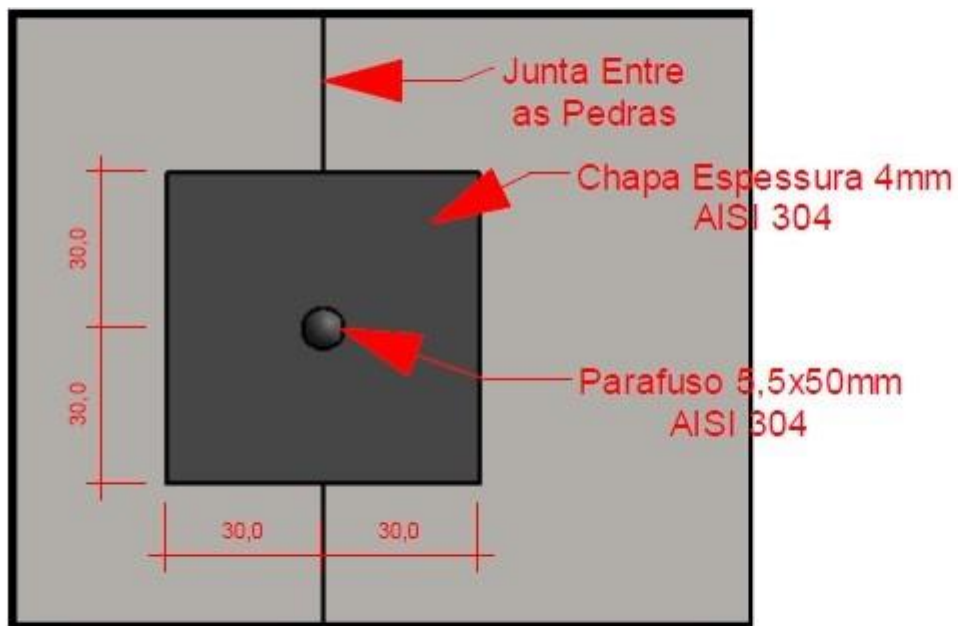 Junta Entre
as Pedras
Chapa Espessura 4mm
AISI 304
30,0
30,0
Parafuso 5,5x50mm
AISI 304
30,0
30,0